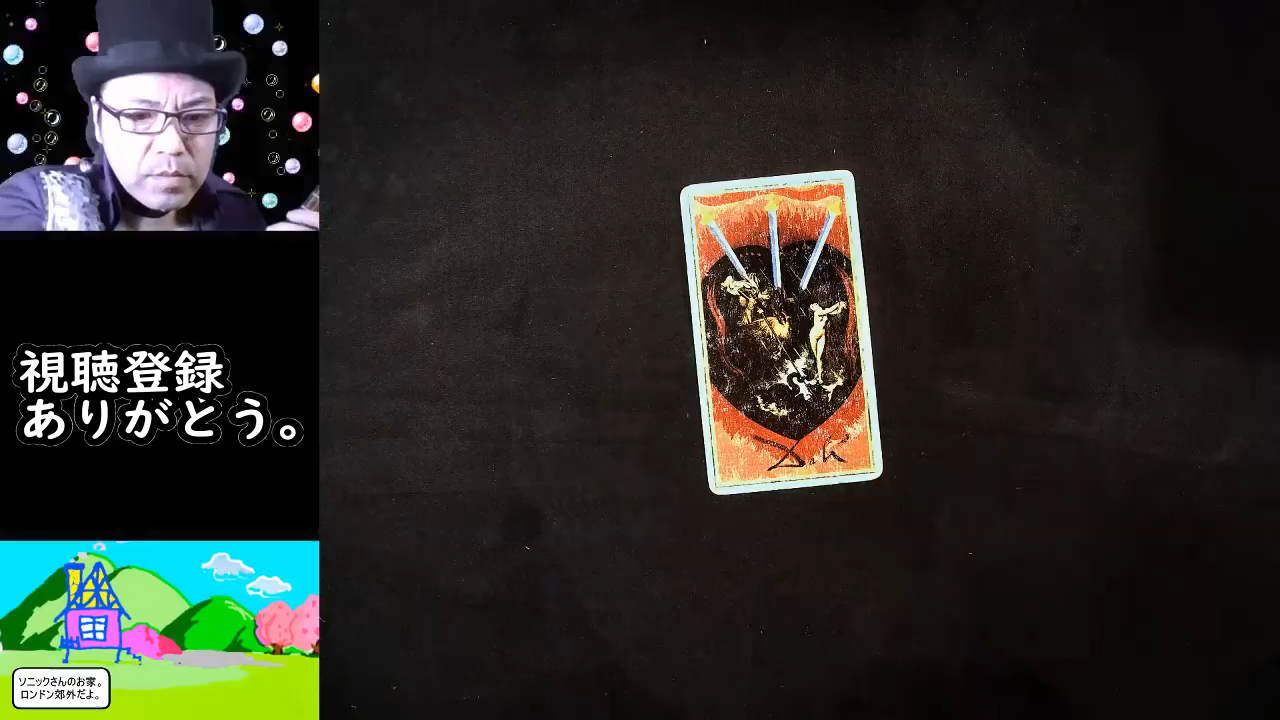 視聴登録
ありがとう。
ソニックさんのお家。
ロンドン郊外だよ。